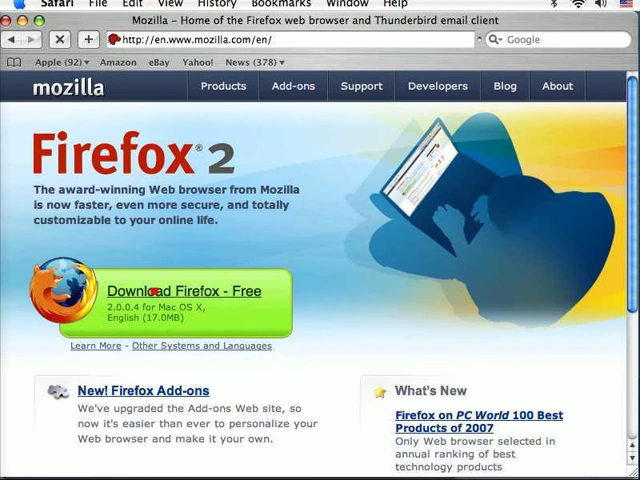 Safari File Edit View History Bookmarks Window Help
Mozilla – Home of the Firefox web browser and Thunderbird email client
http://en.www.mozilla.com/en/
Google
Apple (92) Amazon eBay Yahoo! News (378)
mozilla Products Add-ons Support Developers Blog About
Firefox® 2
The award-winning Web browser from Mozilla
is now faster, even more secure, and totally
customizable to your online life.
Download Firefox - Free
2.0.0.4 for Mac OS X,
English (17.0MB)
Learn More - Other Systems and Languages
New! Firefox Add-ons
We've upgraded the Add-ons Web site, so
now it's easier than ever to personalize your
Web browser and make it your own.
What's New
Firefox on PC World 100 Best
Products of 2007
Only Web browser selected in
annual ranking of best
technology products